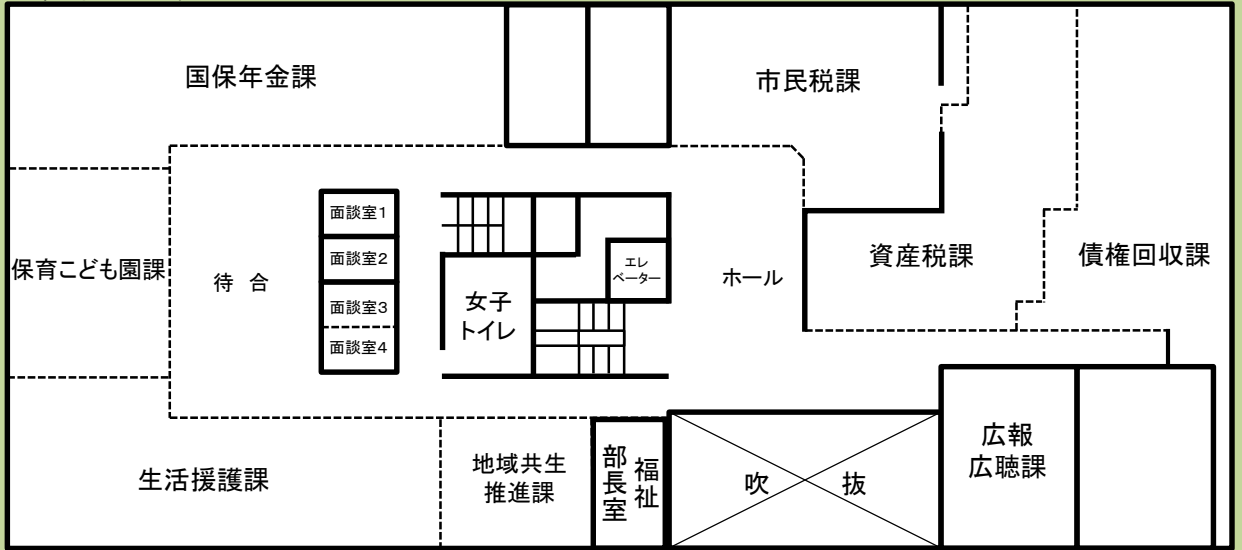 国保年金課
市民税課
面談室1
面談室2
面談室3
面談室4
保育こども園課
待 合
女子
トイレ
エレ
ベーター
ホール
資産税課
債権回収課
生活援護課
地域共生
推進課
福祉
部長室
吹 抜
広報
広聴課